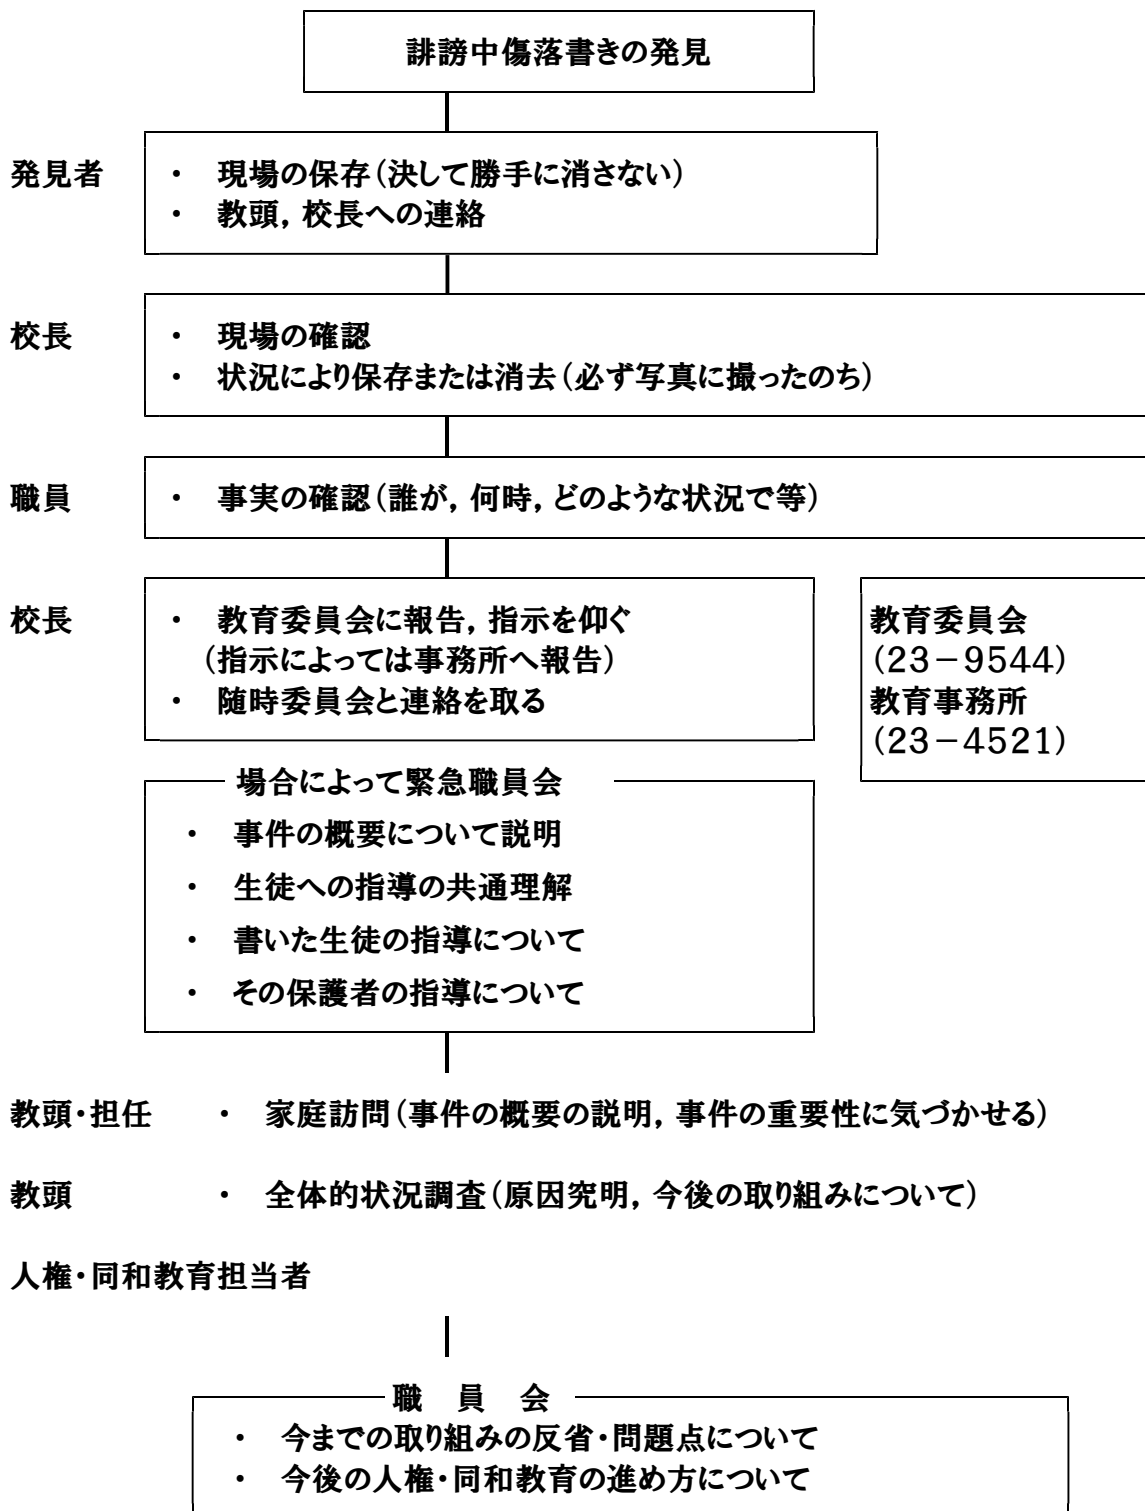 誹謗中傷落書きの発見
発見者
・ 現場の保存(決して勝手に消さない)
・ 教頭,校長への連絡
校長
・ 現場の確認
・ 状況により保存または消去(必ず写真に撮ったのち)
職員
・ 事実の確認(誰が,何時,どのような状況で等)
校長
・ 教育委員会に報告,指示を仰ぐ
(指示によっては事務所へ報告)
・ 随時委員会と連絡を取る
教育委員会
(23-9544)
教育事務所
(23-4521)
場合によって緊急職員会
・ 事件の概要について説明
・ 生徒への指導の共通理解
・ 書いた生徒の指導について
・ その保護者の指導について
教頭・担任 ・ 家庭訪問(事件の概要の説明,事件の重要性に気づかせる)
教頭 ・ 全体的状況調査(原因究明,今後の取り組みについて)
人権・同和教育担当者
職 員 会
・ 今までの取り組みの反省・問題点について
・ 今後の人権・同和教育の進め方について